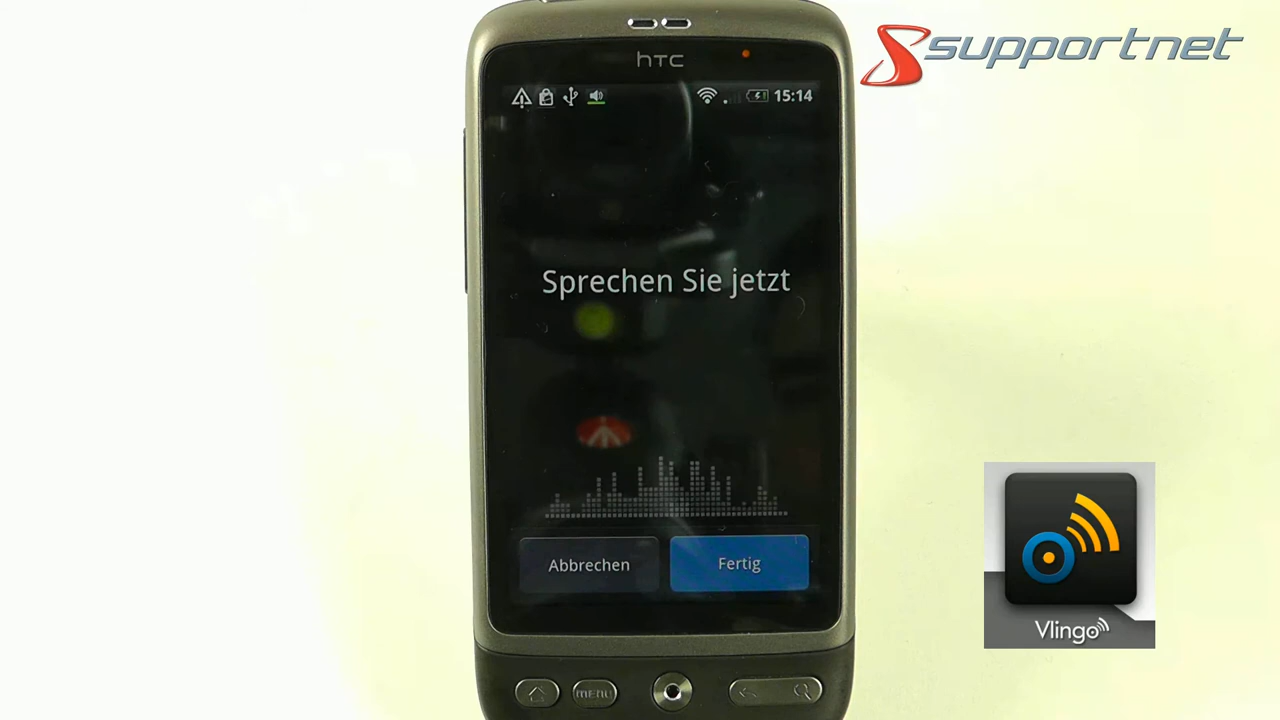 supportnet
hTC
15:14
Sprechen Sie jetzt
Abbrechen
Fertig
Vlingo
MENU